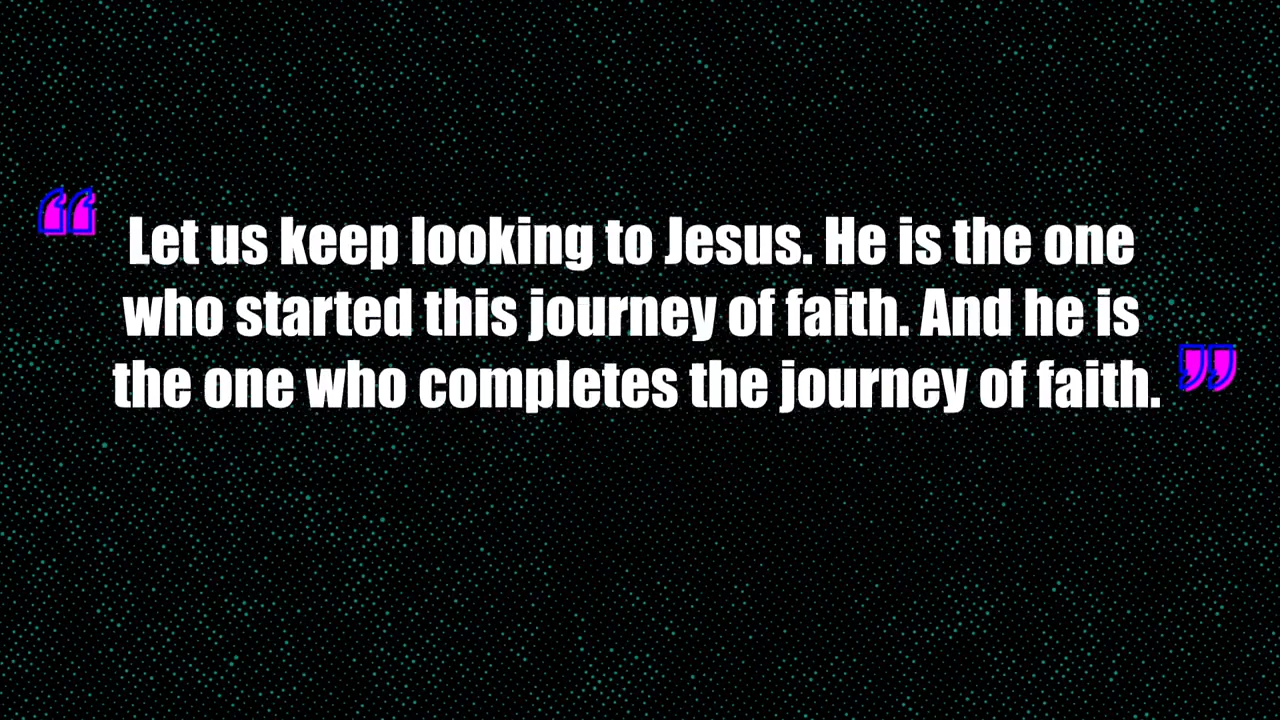 “ Let us keep looking to Jesus. He is the one
who started this journey of faith. And he is
the one who completes the journey of faith. ”